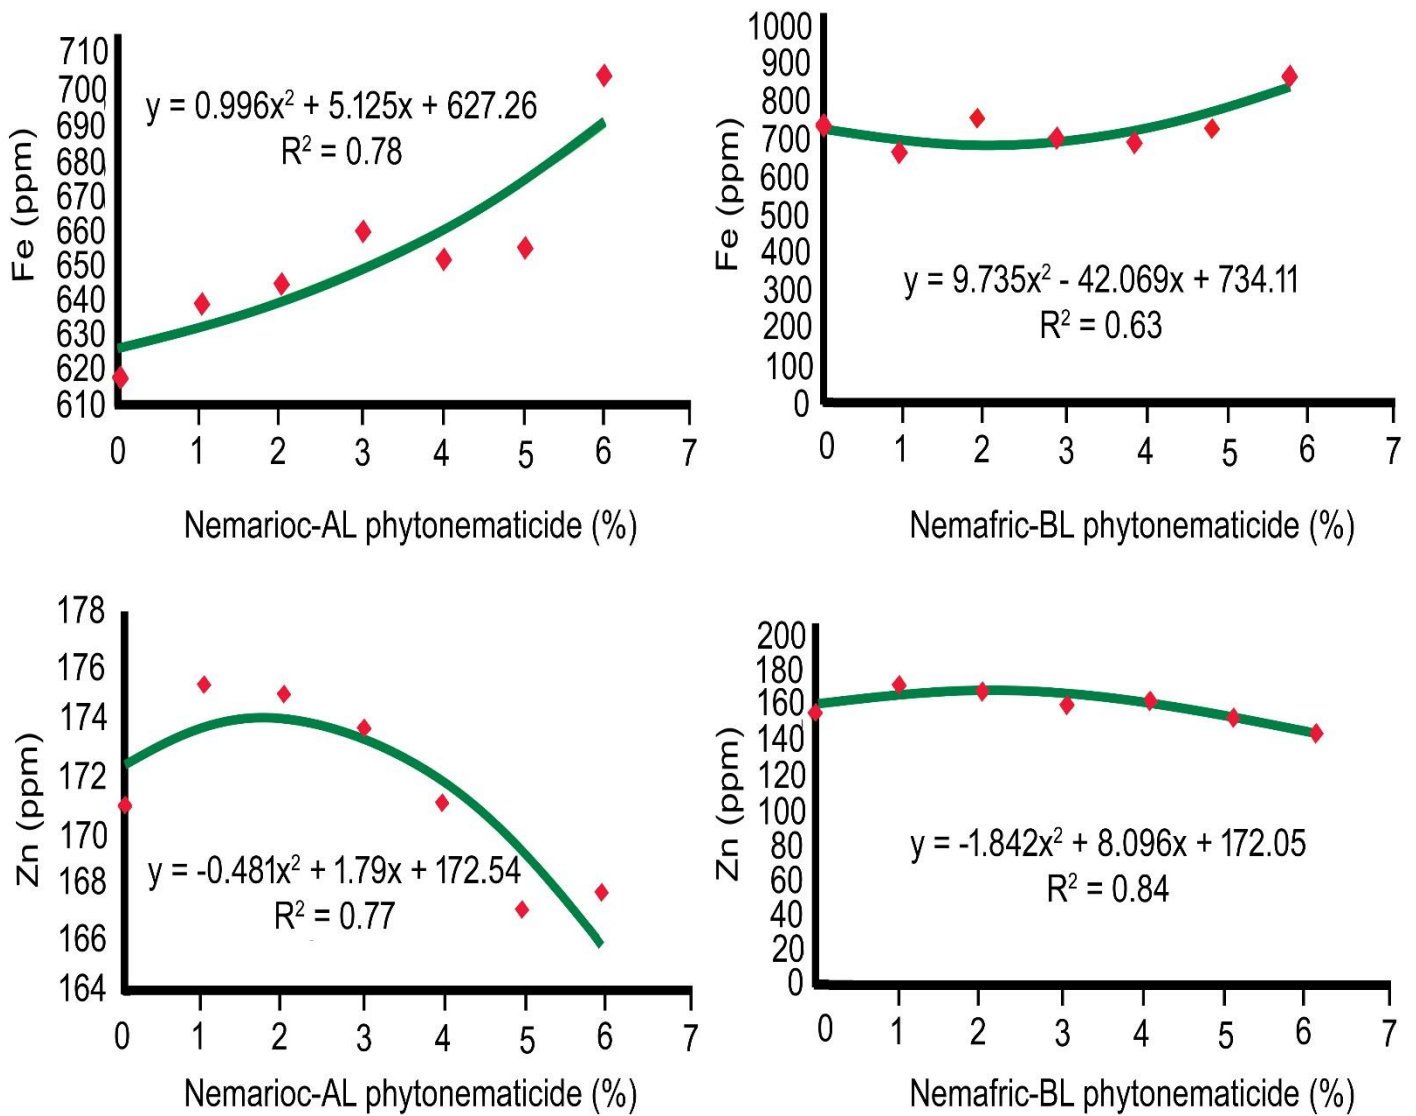 710
700
690
680
670
660
650
640
630
620
610
Fe (ppm)
y = 0.996x² + 5.125x + 627.26
R² = 0.78
0 1 2 3 4 5 6 7
Nemarioc-AL phytonematicide (%)
1000
900
800
700
600
500
400
300
200
100
0
Fe (ppm)
y = 9.735x² - 42.069x + 734.11
R² = 0.63
0 1 2 3 4 5 6 7
Nemafric-BL phytonematicide (%)
178
176
174
172
170
168
166
164
Zn (ppm)
y = -0.481x² + 1.79x + 172.54
R² = 0.77
0 1 2 3 4 5 6 7
Nemarioc-AL phytonematicide (%)
200
180
160
140
120
100
80
60
40
20
0
Zn (ppm)
y = -1.842x² + 8.096x + 172.05
R² = 0.84
0 1 2 3 4 5 6 7
Nemafric-BL phytonematicide (%)